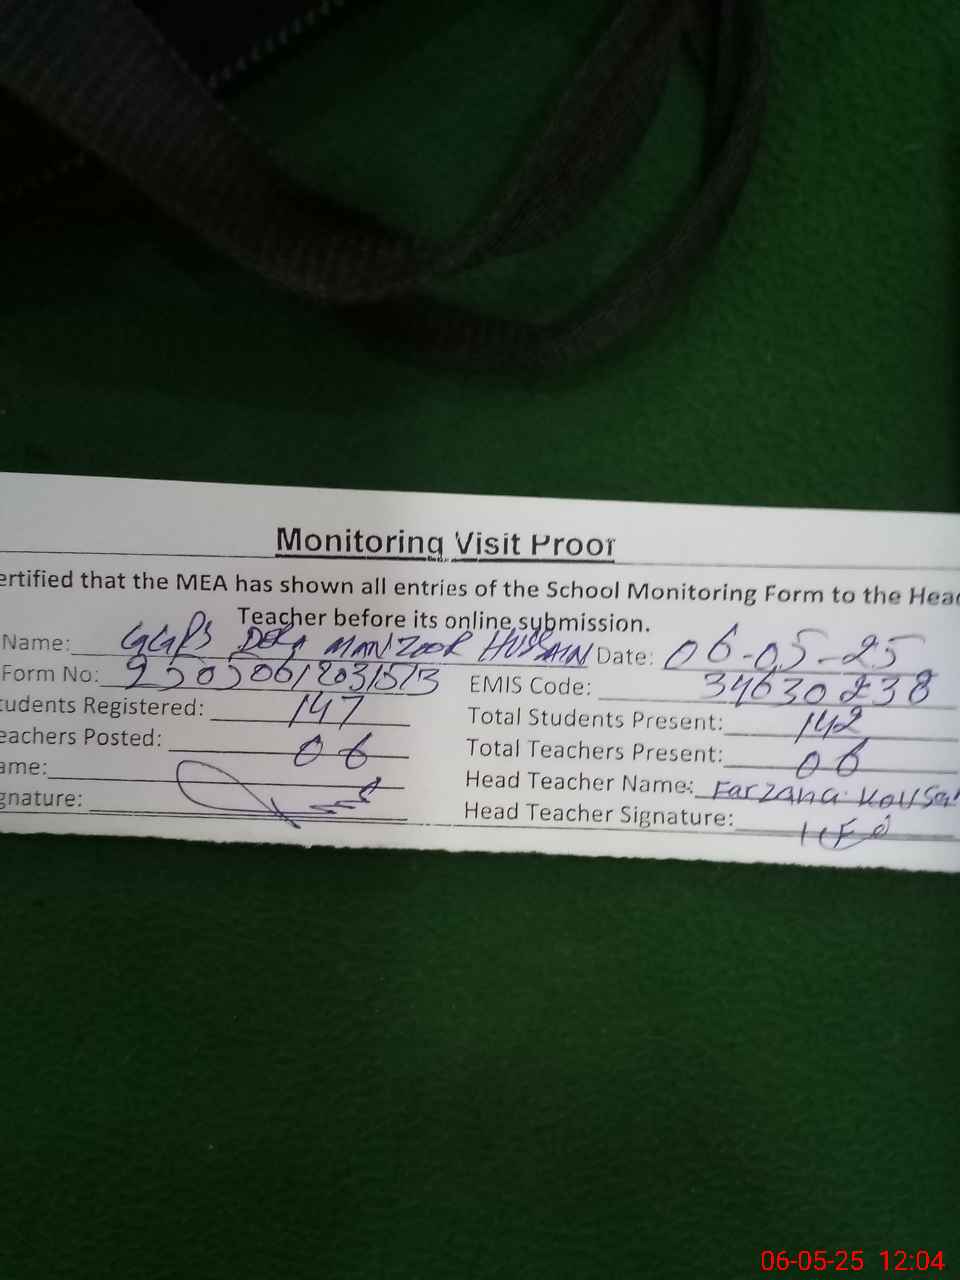 Monitoring Visit Proof
ertified that the MEA has shown all entries of the School Monitoring Form to the Hea
Teacher before its online submission.
Name: GGPS MANZOOR HUSSAIN Date: 06-05-25
Form No: EMIS Code: 34630238
tudents Registered: 147 Total Students Present: 142
eachers Posted: 06 Total Teachers Present: 06
ame: Head Teacher Name: Farzana Kousar
gnature: Head Teacher Signature:
06-05-25 12:04